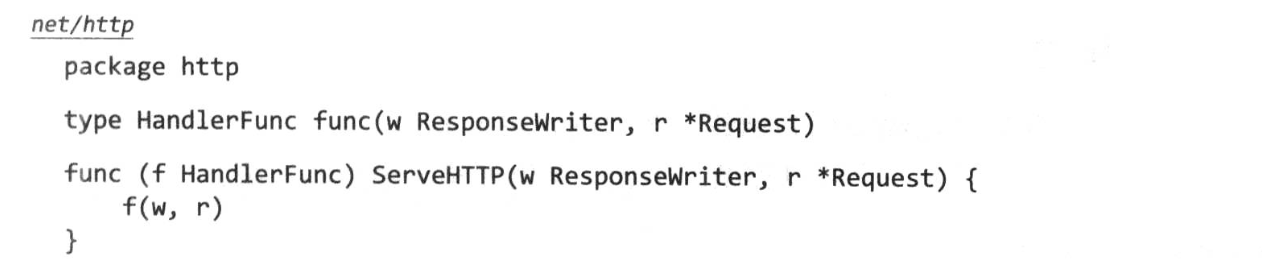 net/http
package http
type HandlerFunc func(w ResponseWriter, r *Request)
func (f HandlerFunc) ServeHTTP(w ResponseWriter, r *Request) {
    f(w, r)
}